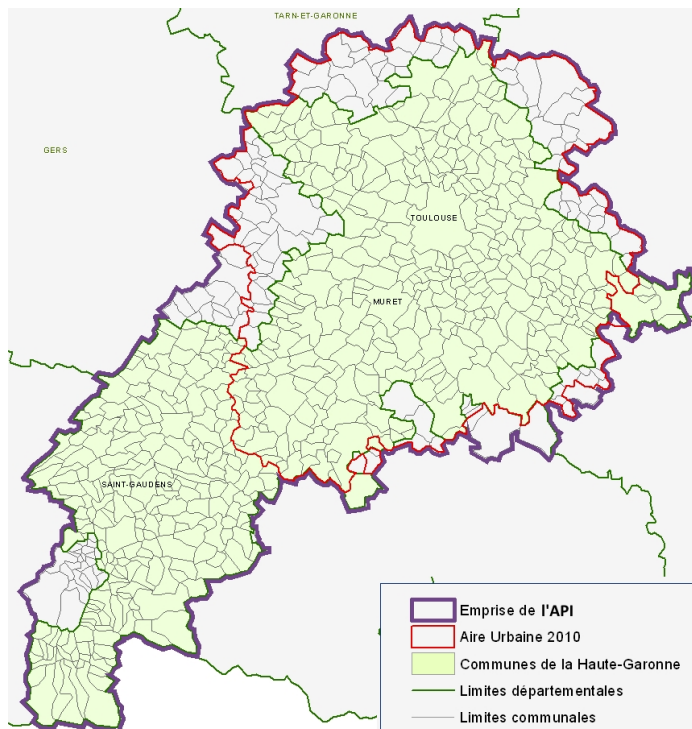 TARN-ET-GARONNE
GERS
TOULOUSE
MURET
SAINT-GAUDENS
Emprise de l'API
Aire Urbaine 2010
Communes de la Haute-Garonne
Limites départementales
Limites communales